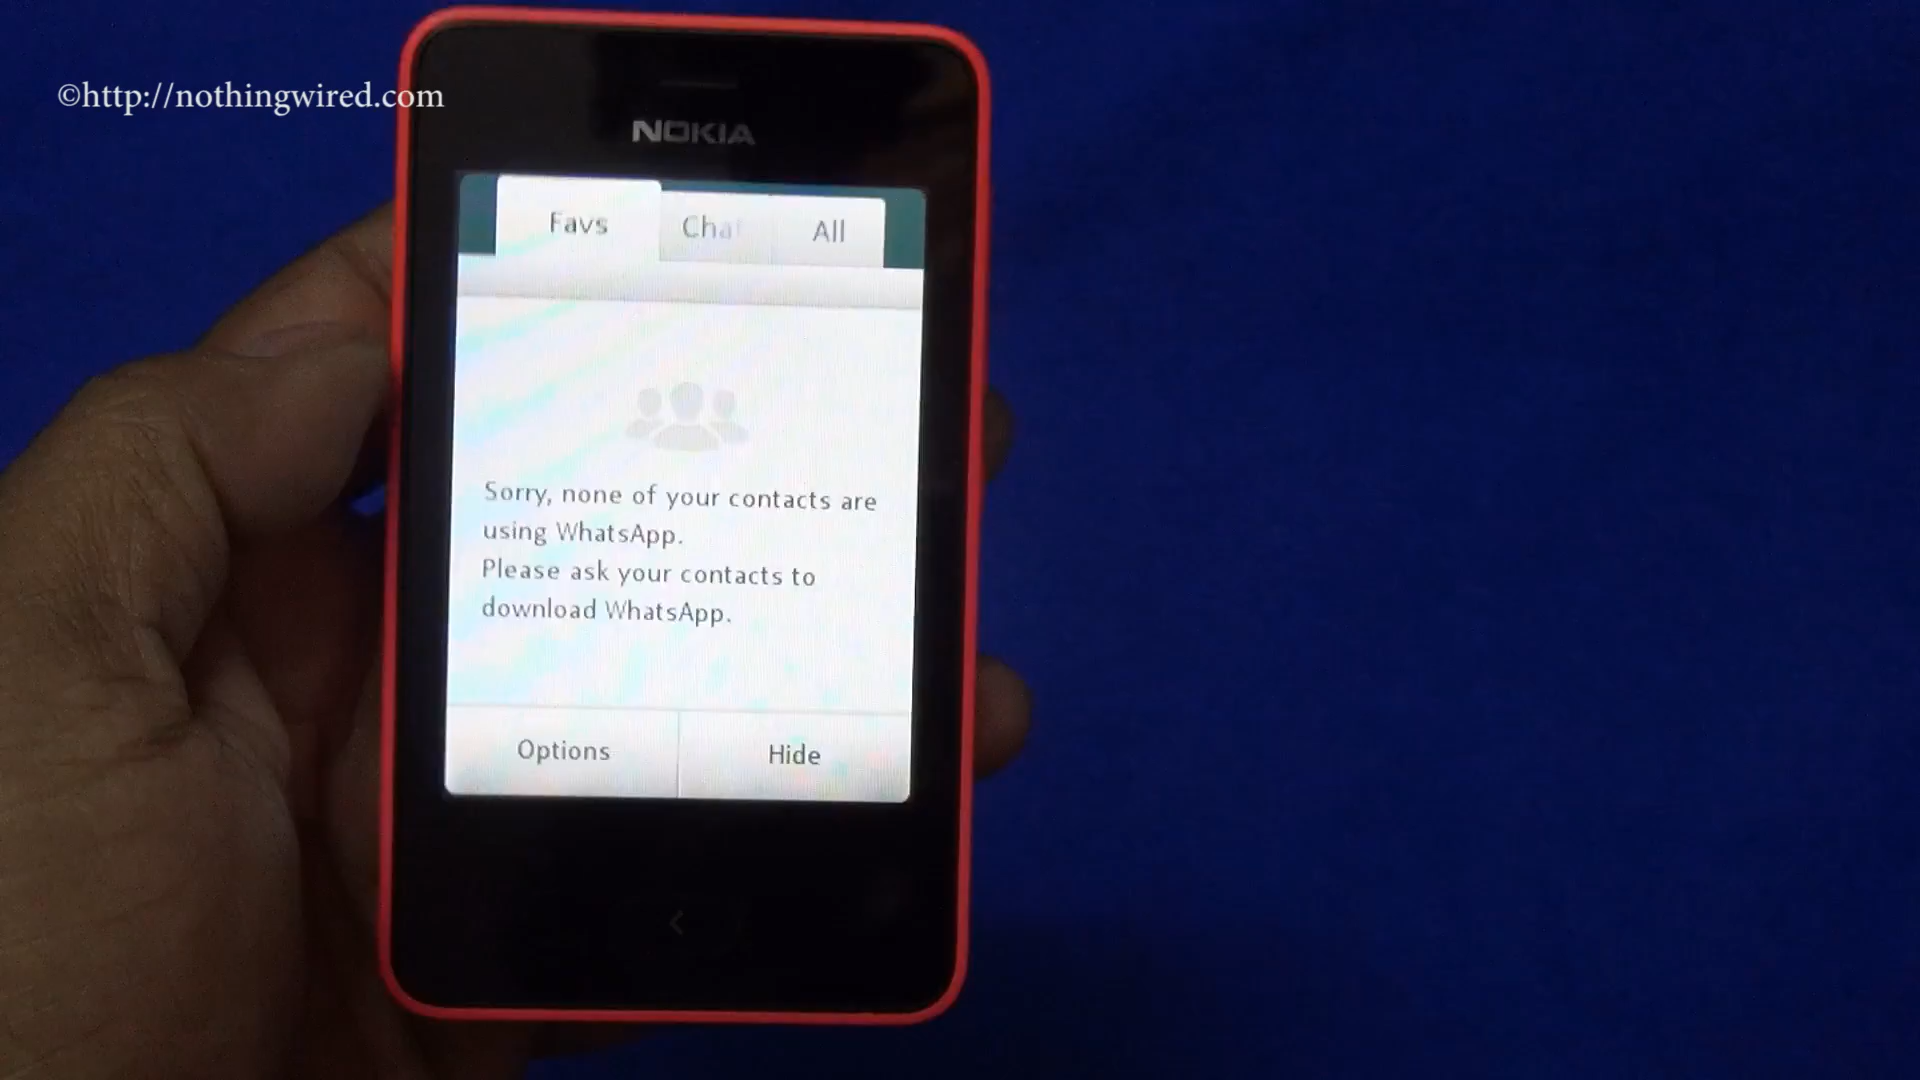 ©http://nothingwired.com
NOKIA
Favs
Chat
All
Sorry, none of your contacts are
using WhatsApp.
Please ask your contacts to
download WhatsApp.
Options
Hide